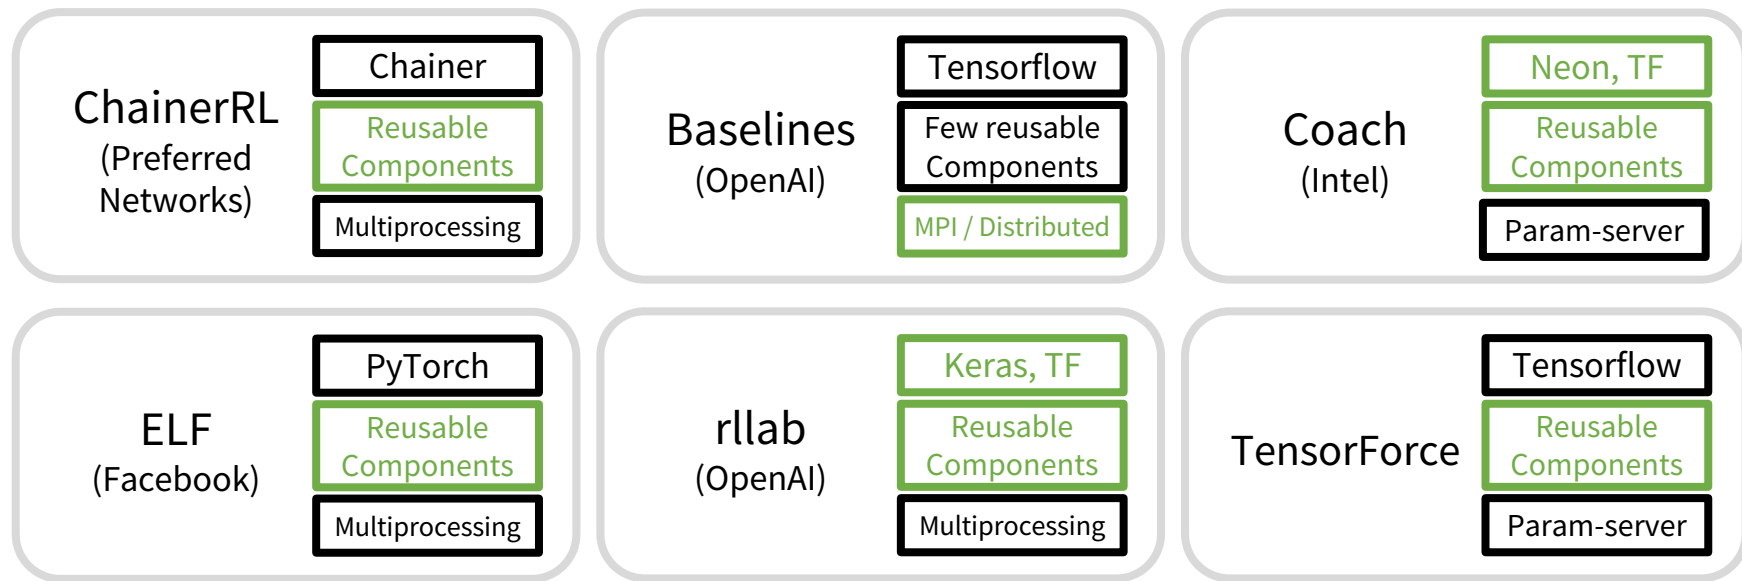 ChainerRL
(Preferred
Networks)
Chainer
Reusable
Components
Multiprocessing
Baselines
(OpenAI)
Tensorflow
Few reusable
Components
MPI / Distributed
Coach
(Intel)
Neon, TF
Reusable
Components
Param-server
ELF
(Facebook)
PyTorch
Reusable
Components
Multiprocessing
rllab
(OpenAI)
Keras, TF
Reusable
Components
Multiprocessing
TensorForce
Tensorflow
Reusable
Components
Param-server